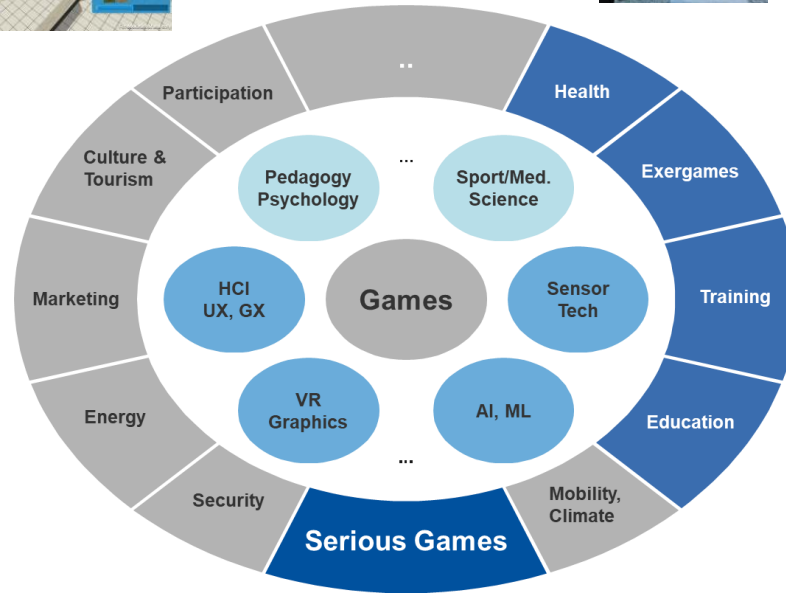 ..
Participation
Health
Culture &
Tourism
Exergames
Marketing
Training
Energy
Education
Security
Mobility,
Climate
Serious Games
...
Pedagogy
Psychology
Sport/Med.
Science
HCI
UX, GX
Games
Sensor
Tech
VR
Graphics
AI, ML
...